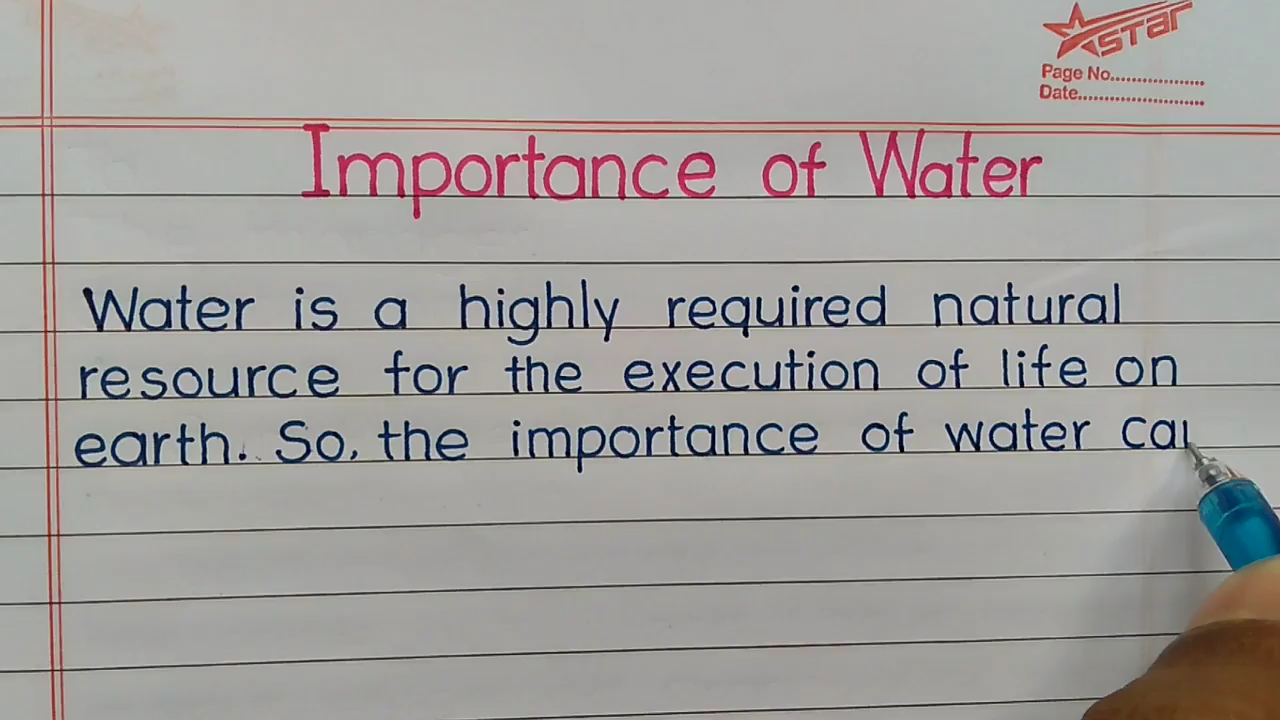 Star
Page No....................
Date..........................
Importance of Water
Water is a highly required natural
resource for the execution of life on
earth. So, the importance of water ca